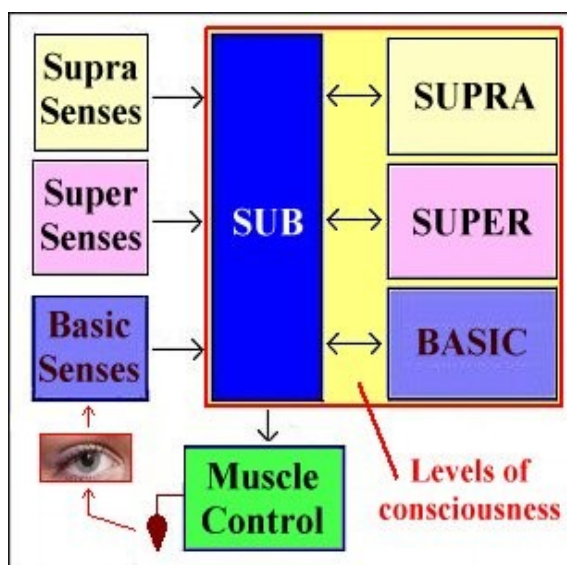 Supra
Senses
SUPRA
Super
Senses
SUB
SUPER
Basic
Senses
BASIC
Muscle
Control
Levels of
consciousness